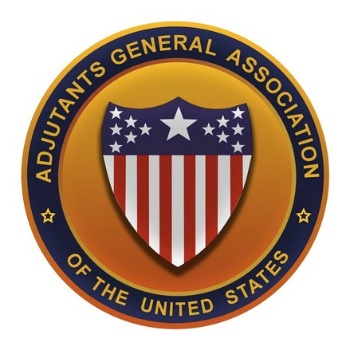 ADJUTANTS GENERAL ASSOCIATION
OF THE UNITED STATES